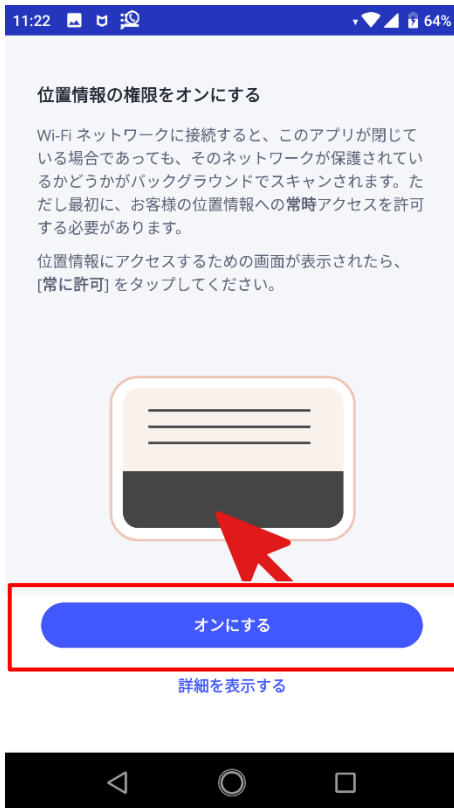 11:22 64%
位置情報の権限をオンにする
Wi-Fi ネットワークに接続すると、このアプリが閉じて
いる場合であっても、そのネットワークが保護されてい
るかどうかがバックグラウンドでスキャンされます。た
だし最初に、お客様の位置情報への常時アクセスを許可
する必要があります。
位置情報にアクセスするための画面が表示されたら、
[常に許可] をタップしてください。
オンにする
詳細を表示する